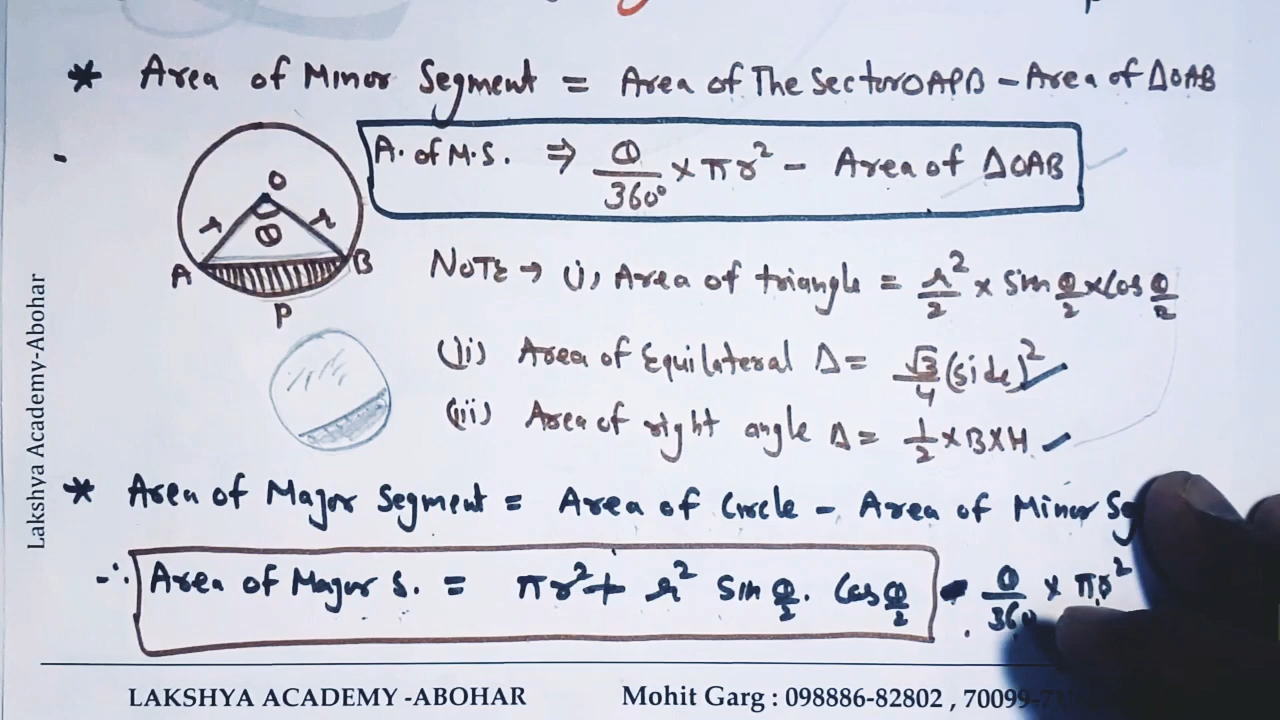 * Area of Minor Segment = Area of The Sector OAPB - Area of ΔOAB
A. of M.S. ⇒ θ/360° × πr² - Area of ΔOAB
O
r r
θ
A B
P
NOTE → (i) Area of triangle = r²/2 × Sin θ/2 × Cos θ/2
(ii) Area of Equilateral Δ = √3/4 (side)²
(iii) Area of right angle Δ = 1/2 × B × H
* Area of Major Segment = Area of Circle - Area of Minor
∴ Area of Major S. = πr² + r² Sin θ/2 . Cos θ/2 - θ/360 × πr²
Lakshya Academy-Abohar
LAKSHYA ACADEMY -ABOHAR Mohit Garg : 098886-82802 , 70099-